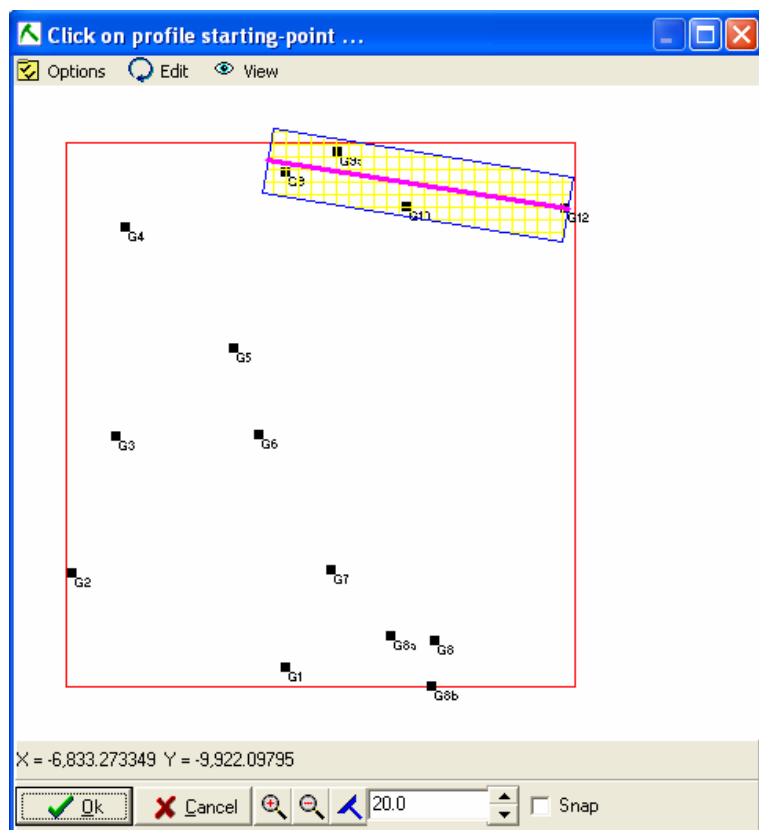 Click on profile starting-point ...
Options Edit View
G9c
G9
G10
G12
G4
G5
G3
G6
G2
G7
G8a
G8
G1
G8b
X = -6,833.273349 Y = -9,922.09795
Ok Cancel 20.0 Snap